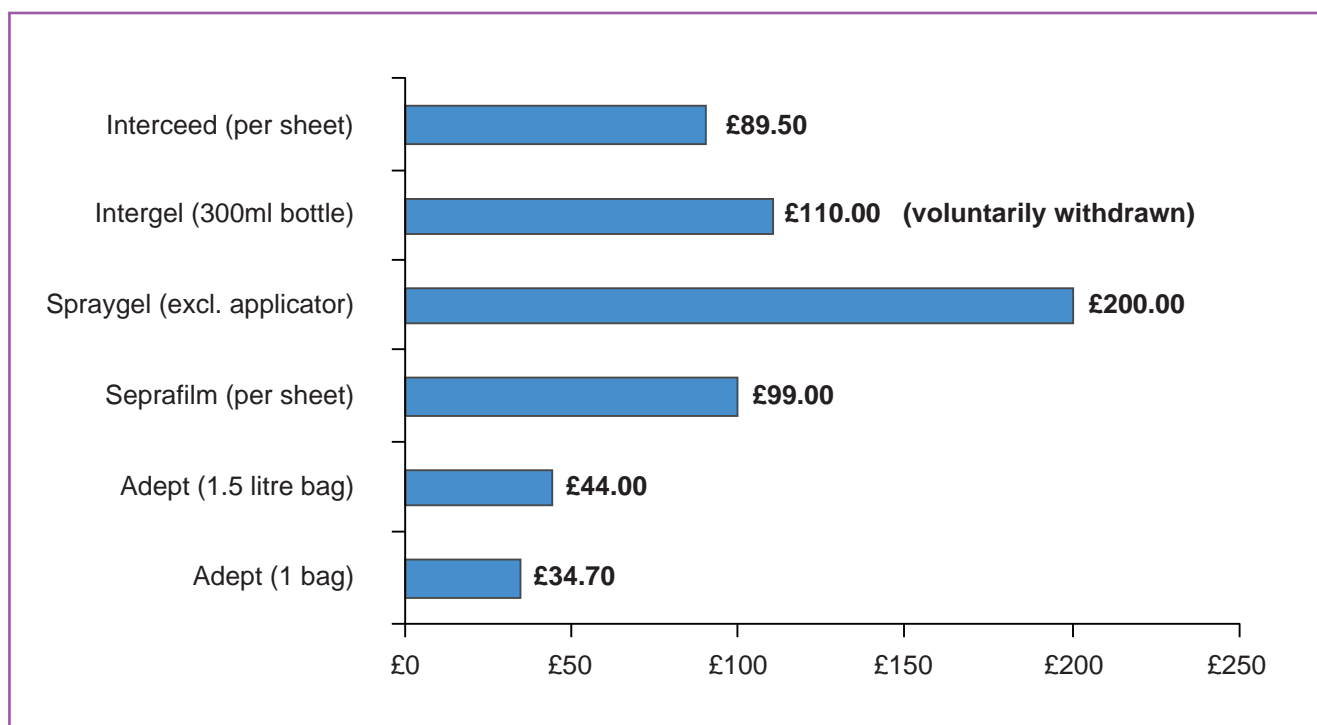 Interceed (per sheet) £89.50
Intergel (300ml bottle) £110.00 (voluntarily withdrawn)
Spraygel (excl. applicator) £200.00
Seprafilm (per sheet) £99.00
Adept (1.5 litre bag) £44.00
Adept (1 bag) £34.70
£0 £50 £100 £150 £200 £250